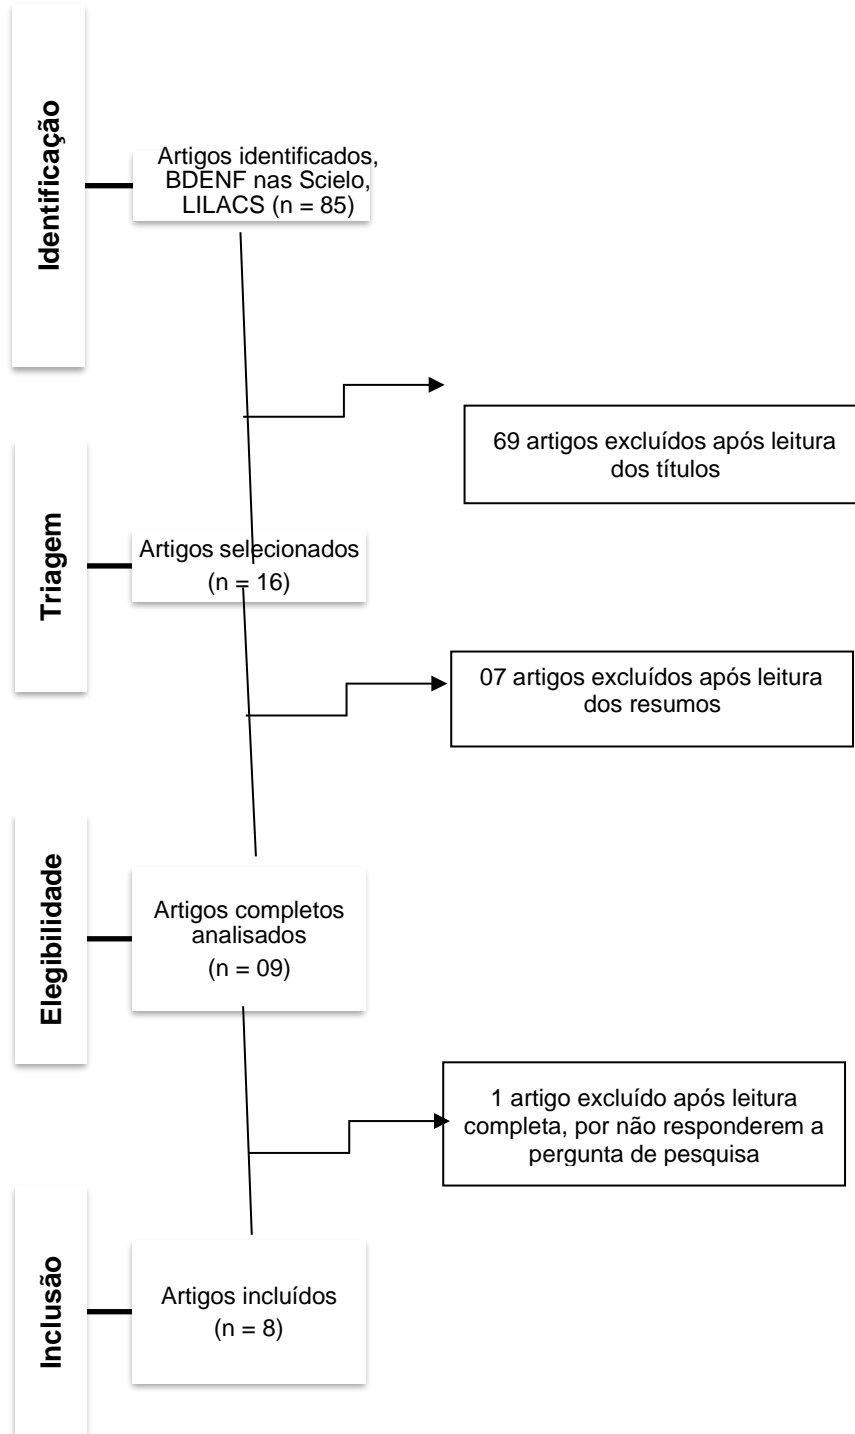 Identificação
Artigos identificados,
BDENF nas Scielo,
LILACS (n = 85)
69 artigos excluídos após leitura
dos títulos
Triagem
Artigos selecionados
(n = 16)
07 artigos excluídos após leitura
dos resumos
Elegibilidade
Artigos completos
analisados
(n = 09)
1 artigo excluído após leitura
completa, por não responderem a
pergunta de pesquisa
Inclusão
Artigos incluídos
(n = 8)